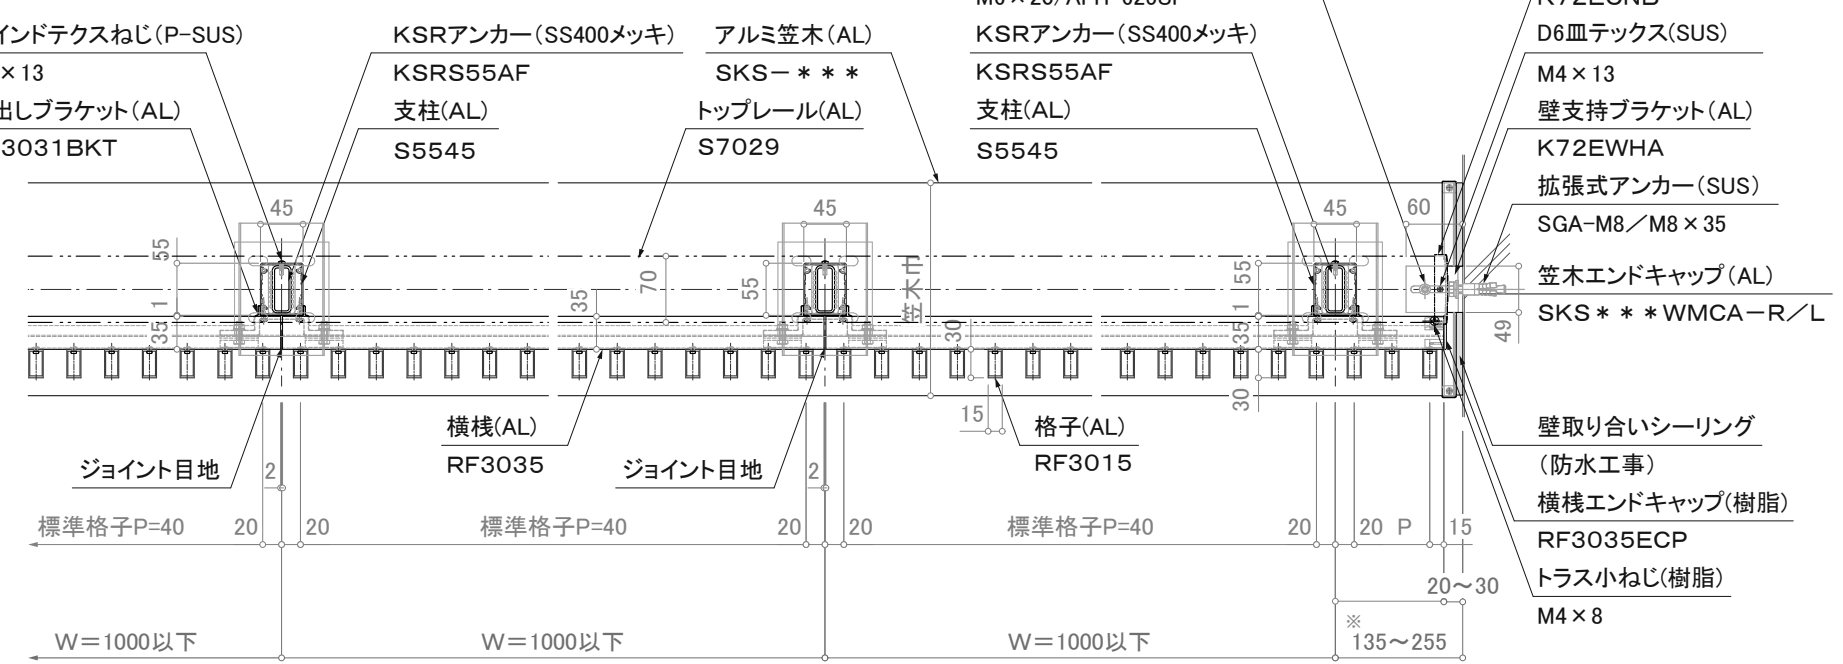 インドテクスねじ(P-SUS)
×13
出しブラケット(AL)
3031BKT
KSRアンカー(SS400メッキ)
KSRS55AF
支柱(AL)
S5545
アルミ笠木(AL)
SKS-＊＊＊
トップレール(AL)
S7029
KSRアンカー(SS400メッキ)
KSRS55AF
支柱(AL)
S5545
D6皿テックス(SUS)
M4×13
壁支持ブラケット(AL)
K72EWHA
拡張式アンカー(SUS)
SGA-M8／M8×35
笠木エンドキャップ(AL)
SKS＊＊＊WMCA－R／L
壁取り合いシーリング
(防水工事)
横桟エンドキャップ(樹脂)
RF3035ECP
トラス小ねじ(樹脂)
M4×8
45
45
45
60
55
1
35
35
70
55
笠木巾
30
15
55
1
35
30
49
横桟(AL)
RF3035
格子(AL)
RF3015
ジョイント目地
2
ジョイント目地
2
標準格子P=40
20
20
標準格子P=40
20
20
標準格子P=40
20
20
P
15
20～30
W＝1000以下
W＝1000以下
W＝1000以下
※
135～255